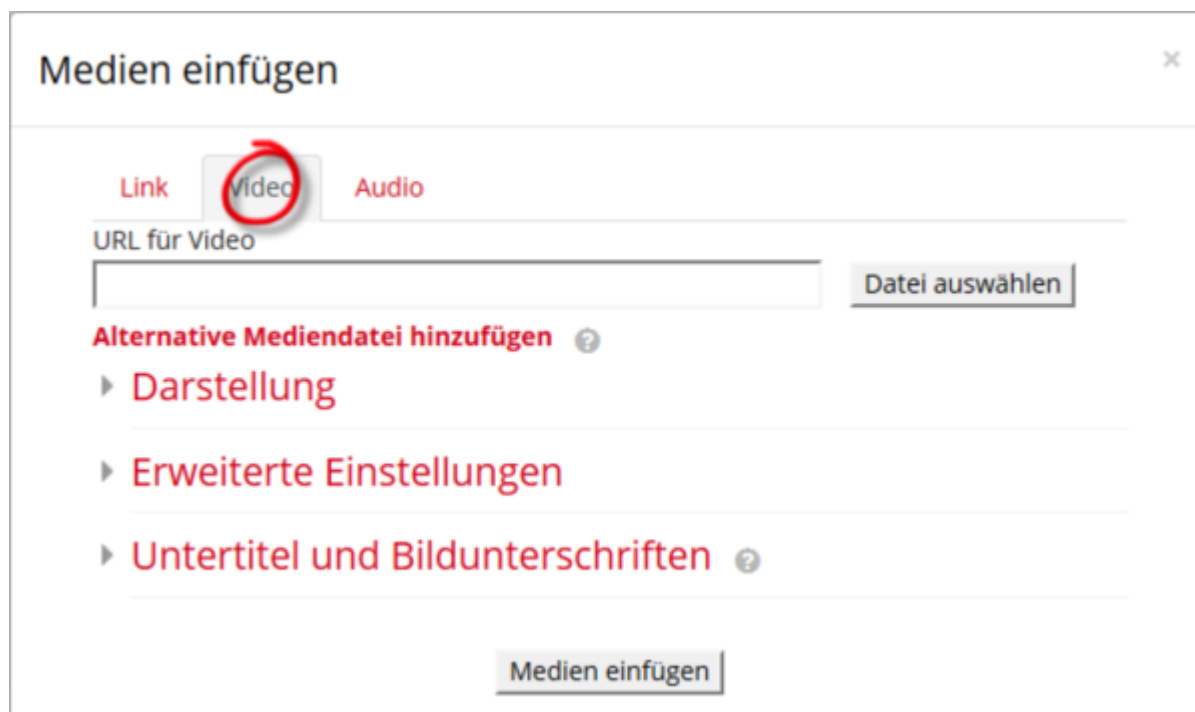 Medien einfügen
×
Link Video Audio
URL für Video
Datei auswählen
Alternative Mediendatei hinzufügen ?
Darstellung
Erweiterte Einstellungen
Untertitel und Bildunterschriften ?
Medien einfügen